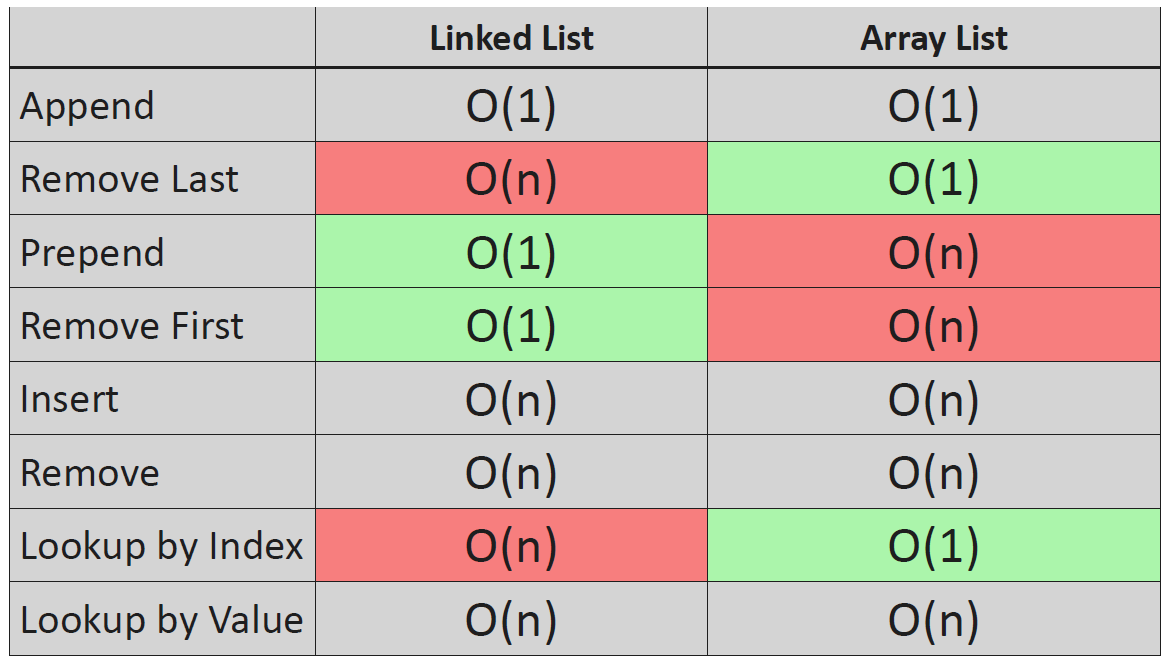 Linked List Array List
Append O(1) O(1)
Remove Last O(n) O(1)
Prepend O(1) O(n)
Remove First O(1) O(n)
Insert O(n) O(n)
Remove O(n) O(n)
Lookup by Index O(n) O(1)
Lookup by Value O(n) O(n)